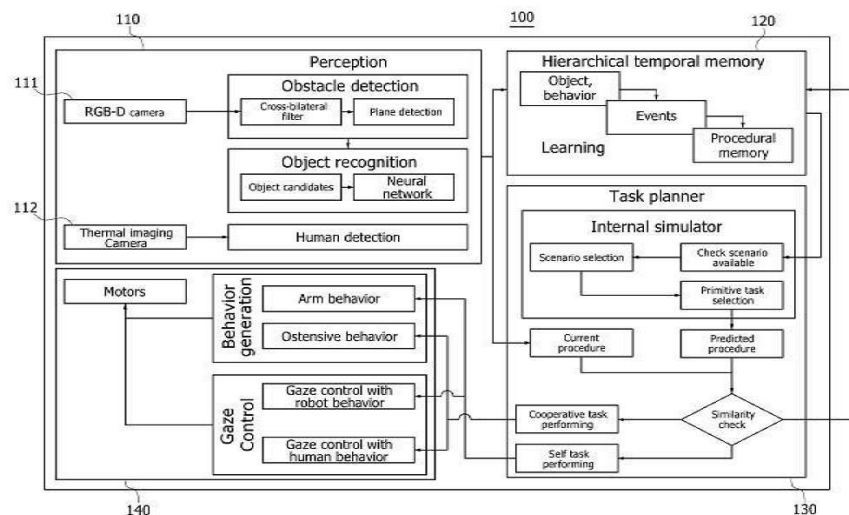 100
110
120
Perception
Obstacle detection
111
RGB-D camera
Cross-bilateral
filter
Plane detection
Object recognition
Object candidates
Neural
network
112
Thermal imaging
Camera
Human detection
Hierarchical temporal memory
Object,
behavior
Events
Procedural
memory
Learning
Task planner
Internal simulator
Scenario selection
Check scenario
available
Primitive task
selection
Current
procedure
Predicted
procedure
Similarity
check
Cooperative task
performing
Self task
performing
Motors
Behavior
generation
Arm behavior
Ostensive behavior
Gaze
Control
Gaze control with
robot behavior
Gaze control with
human behavior
140
130